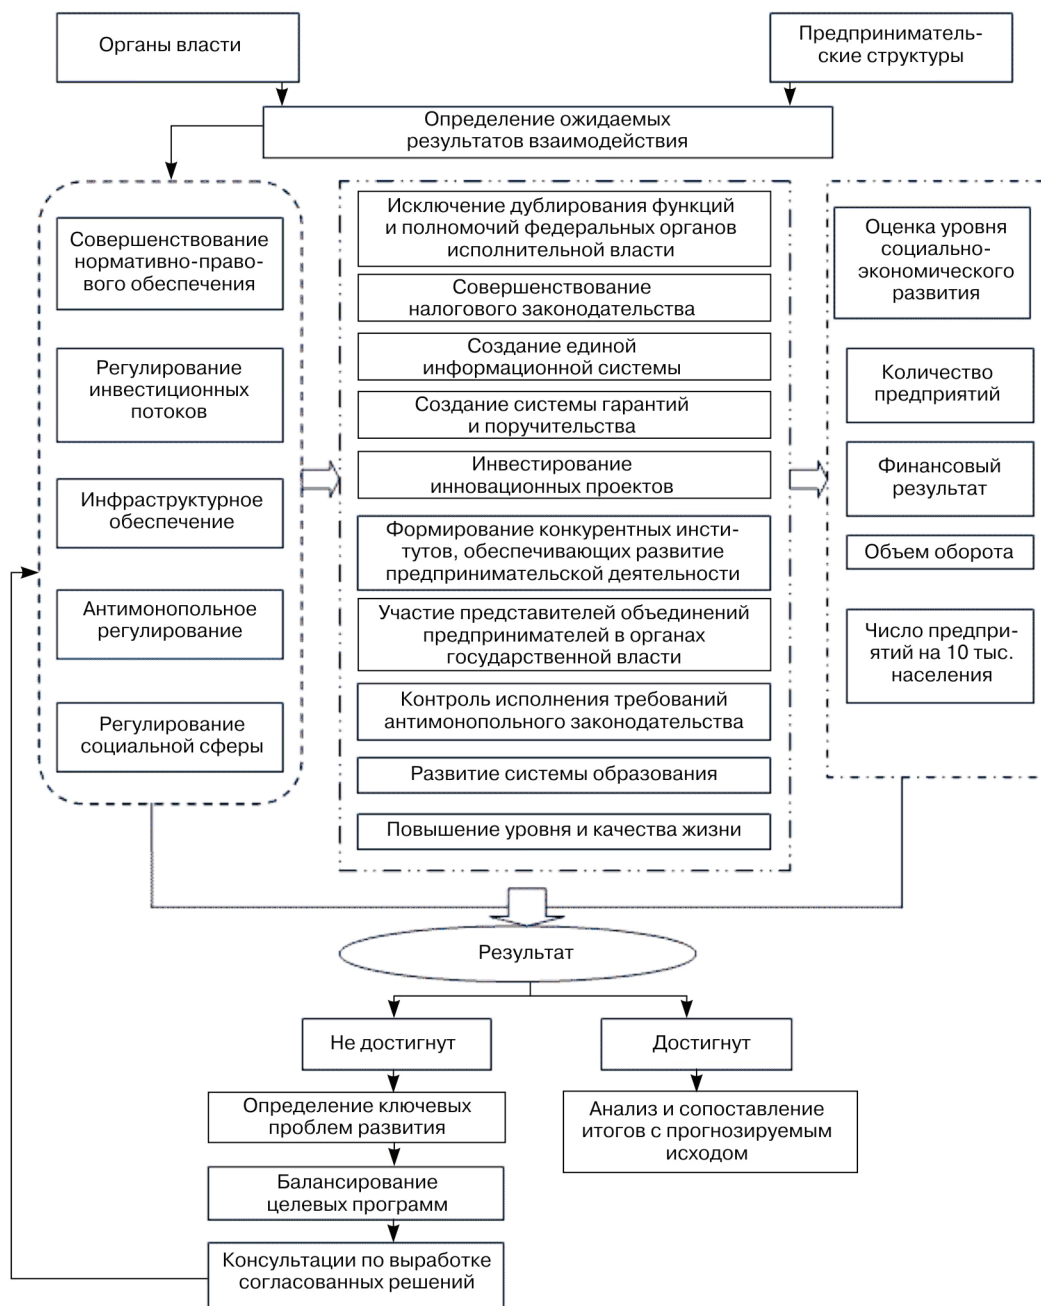 Органы власти
Предприниматель-
ские структуры
Определение ожидаемых
результатов взаимодействия
Совершенствование
нормативно-право-
вого обеспечения
Регулирование
инвестиционных
потоков
Инфраструктурное
обеспечение
Антимонопольное
регулирование
Регулирование
социальной сферы
Исключение дублирования функций
и полномочий федеральных органов
исполнительной власти
Совершенствование
налогового законодательства
Создание единой
информационной системы
Создание системы гарантий
и поручительства
Инвестирование
инновационных проектов
Формирование конкурентных инсти-
тутов, обеспечивающих развитие
предпринимательской деятельности
Участие представителей объединений
предпринимателей в органах
государственной власти
Контроль исполнения требований
антимонопольного законодательства
Развитие системы образования
Повышение уровня и качества жизни
Оценка уровня
социально-
экономического
развития
Количество
предприятий
Финансовый
результат
Объем оборота
Число предпри-
ятий на 10 тыс.
населения
Результат
Не достигнут
Достигнут
Определение ключевых
проблем развития
Анализ и сопоставление
итогов с прогнозируемым
исходом
Балансирование
целевых программ
Консультации по выработке
согласованных решений